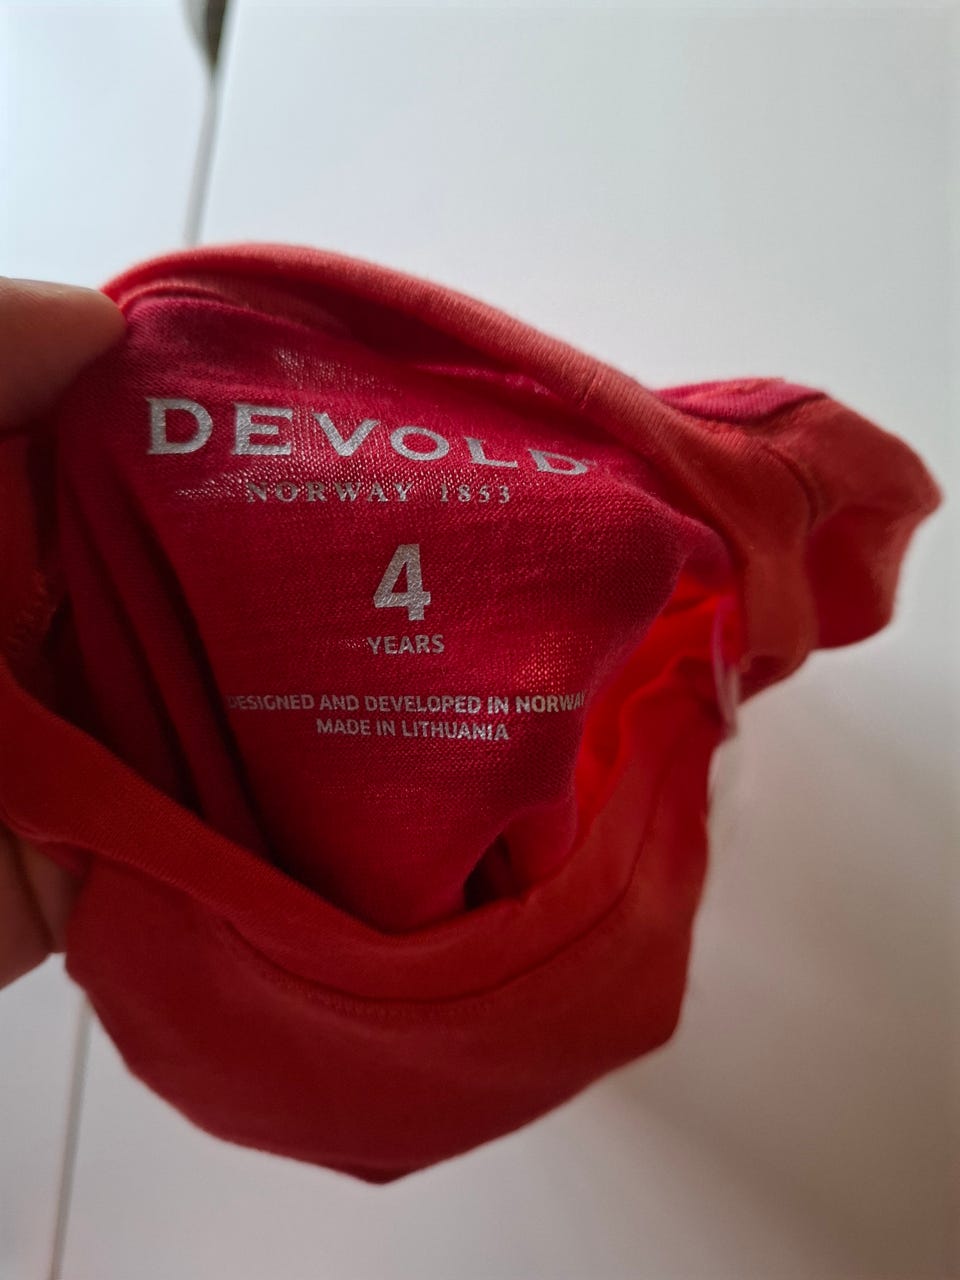 DEVOLD
NORWAY 1853
4
YEARS
DESIGNED AND DEVELOPED IN NORWAY
MADE IN LITHUANIA